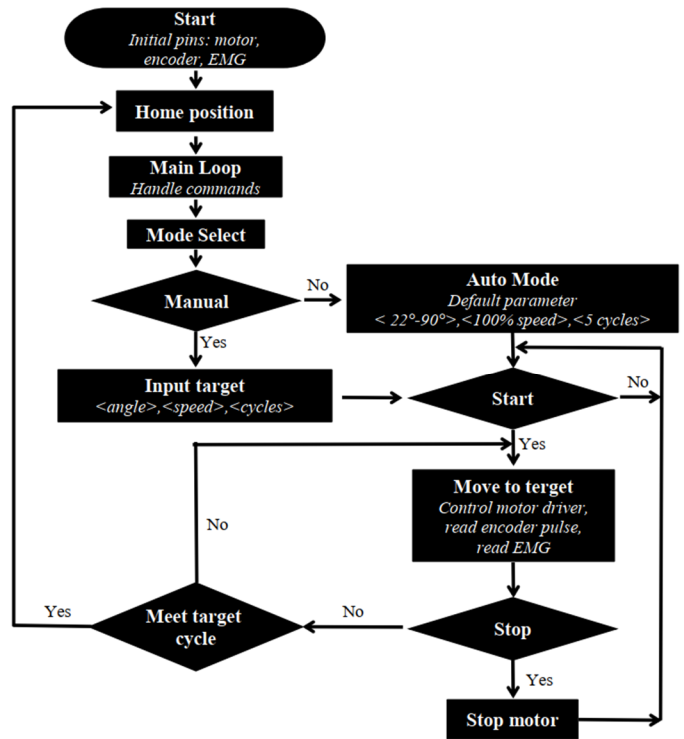 Start
Initial pins: motor,
encoder, EMG
Home position
Main Loop
Handle commands
Mode Select
Manual
No
Auto Mode
Default parameter
< 22°-90°>,<100% speed>,<5 cycles>
Yes
Input target
<angle>,<speed>,<cycles>
Start
No
Yes
Move to terget
Control motor driver,
read encoder pulse,
read EMG
No
Yes
Meet target
cycle
No
Stop
Yes
Stop motor